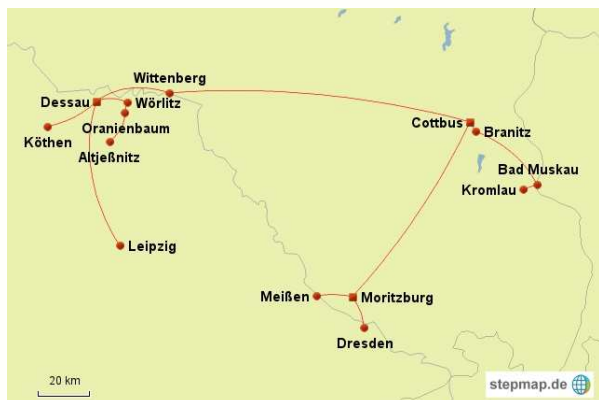 Wittenberg
Dessau
Wörlitz
Oranienbaum
Köthen
Altjeßnitz
Cottbus
Branitz
Bad Muskau
Kromlau
Leipzig
Meißen
Moritzburg
Dresden
20 km
stepmap.de